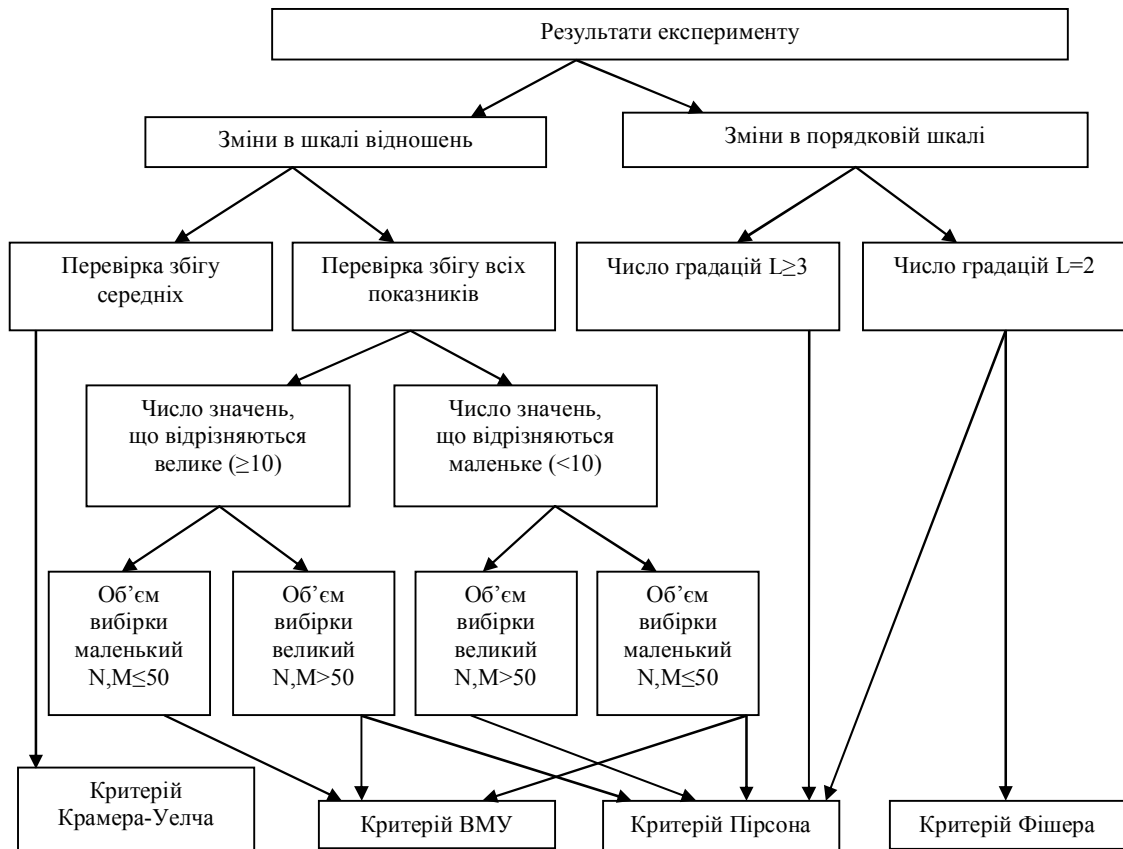 Результати експерименту
Зміни в шкалі відношень
Зміни в порядковій шкалі
Перевірка збігу
середніх
Перевірка збігу всіх
показників
Число градацій L≥3
Число градацій L=2
Число значень,
що відрізняються
велике (≥10)
Число значень,
що відрізняються
маленьке (<10)
Об’єм
вибірки
маленький
N,M≤50
Об’єм
вибірки
великий
N,M>50
Об’єм
вибірки
великий
N,M>50
Об’єм
вибірки
маленький
N,M≤50
Критерій
Крамера-Уелча
Критерій ВМУ
Критерій Пірсона
Критерій Фішера